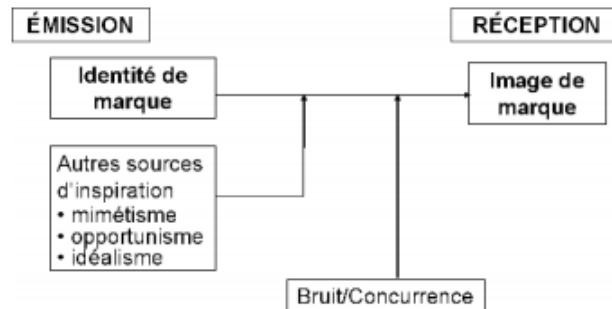 ÉMISSION
RÉCEPTION
Identité de
marque
Image de
marque
Autres sources
d'inspiration
• mimétisme
• opportunisme
• idéalisme
Bruit/Concurrence